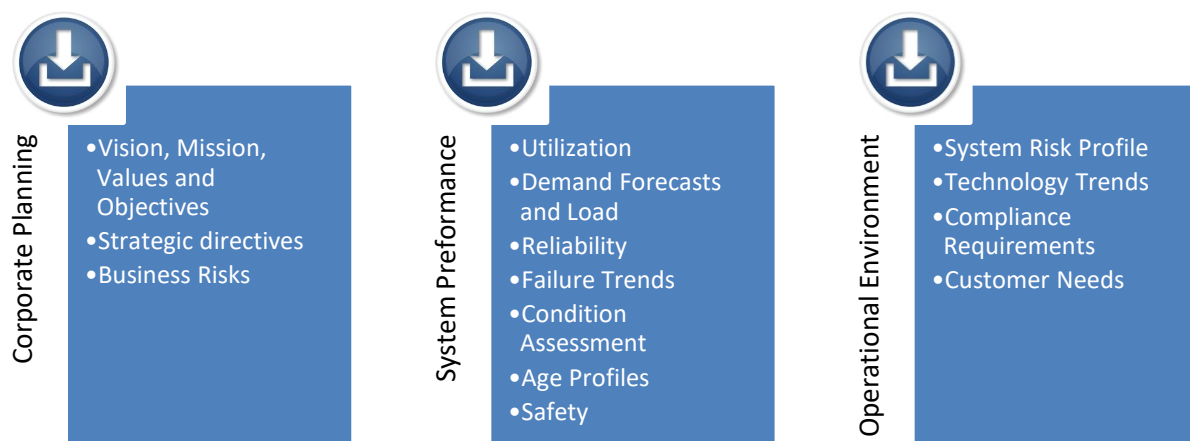 Corporate Planning
•Vision, Mission,
Values and
Objectives
•Strategic directives
•Business Risks
System Preformance
•Utilization
•Demand Forecasts
and Load
•Reliability
•Failure Trends
•Condition
Assessment
•Age Profiles
•Safety
Operational Environment
•System Risk Profile
•Technology Trends
•Compliance
Requirements
•Customer Needs